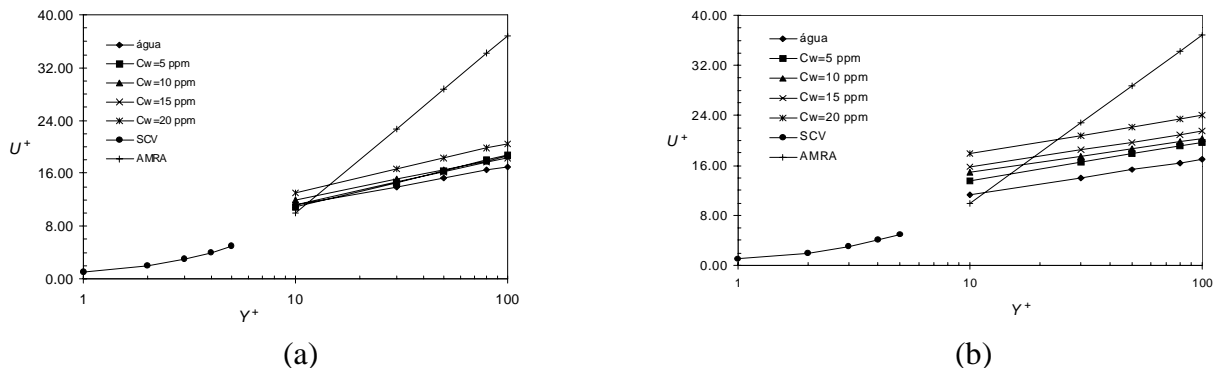 40.00
32.00
24.00
16.00
8.00
0.00
U+
água
Cw=5 ppm
Cw=10 ppm
Cw=15 ppm
Cw=20 ppm
SCV
AMRA
1
10
100
Y+
(a)
40.00
32.00
24.00
16.00
8.00
0.00
U+
água
Cw=5 ppm
Cw=10 ppm
Cw=15 ppm
Cw=20 ppm
SCV
AMRA
1
10
100
Y+
(b)